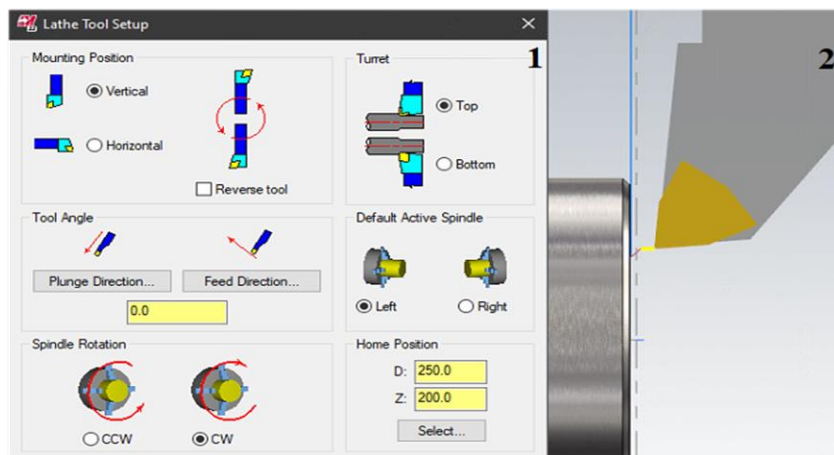 Lathe Tool Setup
1
2
Mounting Position
Vertical
Horizontal
Reverse tool
Turret
Top
Bottom
Tool Angle
Plunge Direction...
Feed Direction...
0.0
Default Active Spindle
Left
Right
Spindle Rotation
CCW
CW
Home Position
D: 250.0
Z: 200.0
Select...